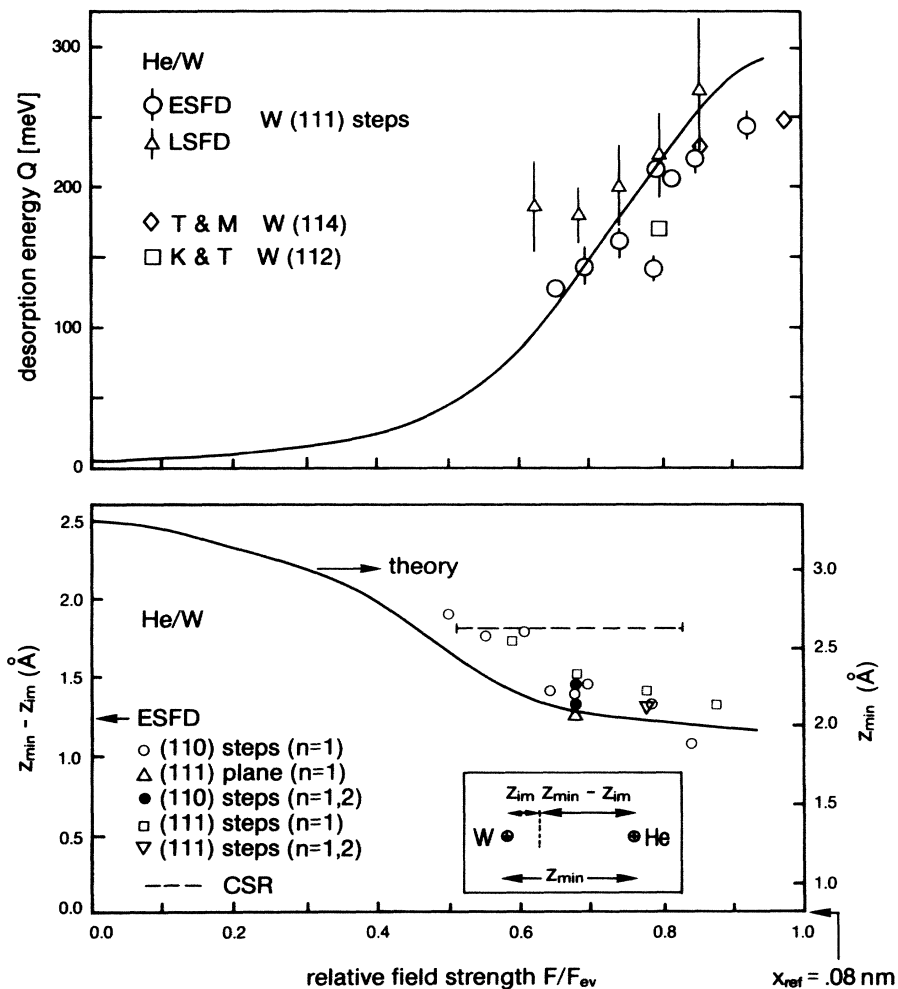 300
200
100
0
desorption energy Q [meV]
He/W
ESFD
LSFD
W (111) steps
T & M W (114)
K & T W (112)
2.5
2.0
1.5
1.0
0.5
0.0
z_min - z_im (Å)
3.0
2.5
2.0
1.5
1.0
z_min (Å)
theory
He/W
ESFD
(110) steps (n=1)
(111) plane (n=1)
(110) steps (n=1,2)
(111) steps (n=1)
(111) steps (n=1,2)
CSR
z_im z_min - z_im
W He
z_min
0.0 0.2 0.4 0.6 0.8 1.0
relative field strength F/F_ev
x_ref = .08 nm